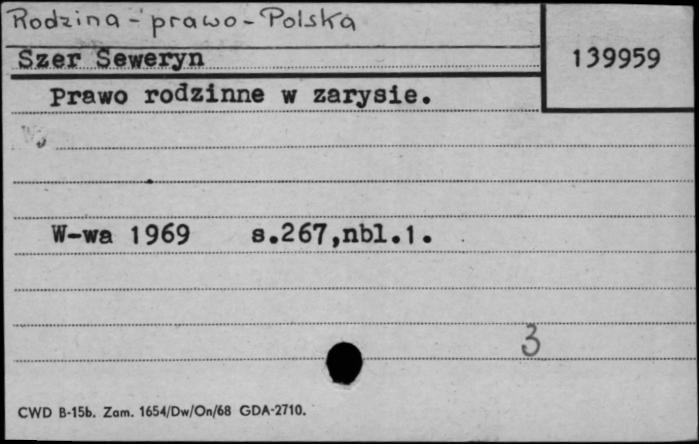 Rodzina - prawo - Polska
Szer Seweryn
139959
Prawo rodzinne w zarysie.
W-wa 1969 s.267,nbl.1.
3
CWD B-15b. Zam. 1654/Dw/On/68 GDA-2710.